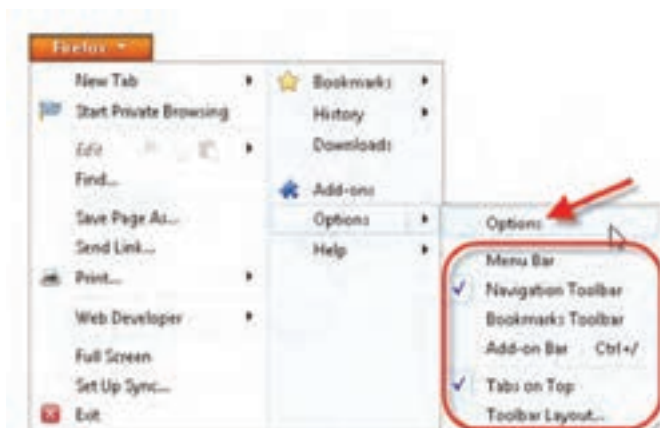 Firefox
New Tab
Start Private Browsing
Edit
Find...
Save Page As...
Send Link...
Print...
Web Developer
Full Screen
Set Up Sync...
Exit
Bookmarks
History
Downloads
Add-ons
Options
Help
Options
Menu Bar
Navigation Toolbar
Bookmarks Toolbar
Add-on Bar Ctrl+/
Tabs on Top
Toolbar Layout...